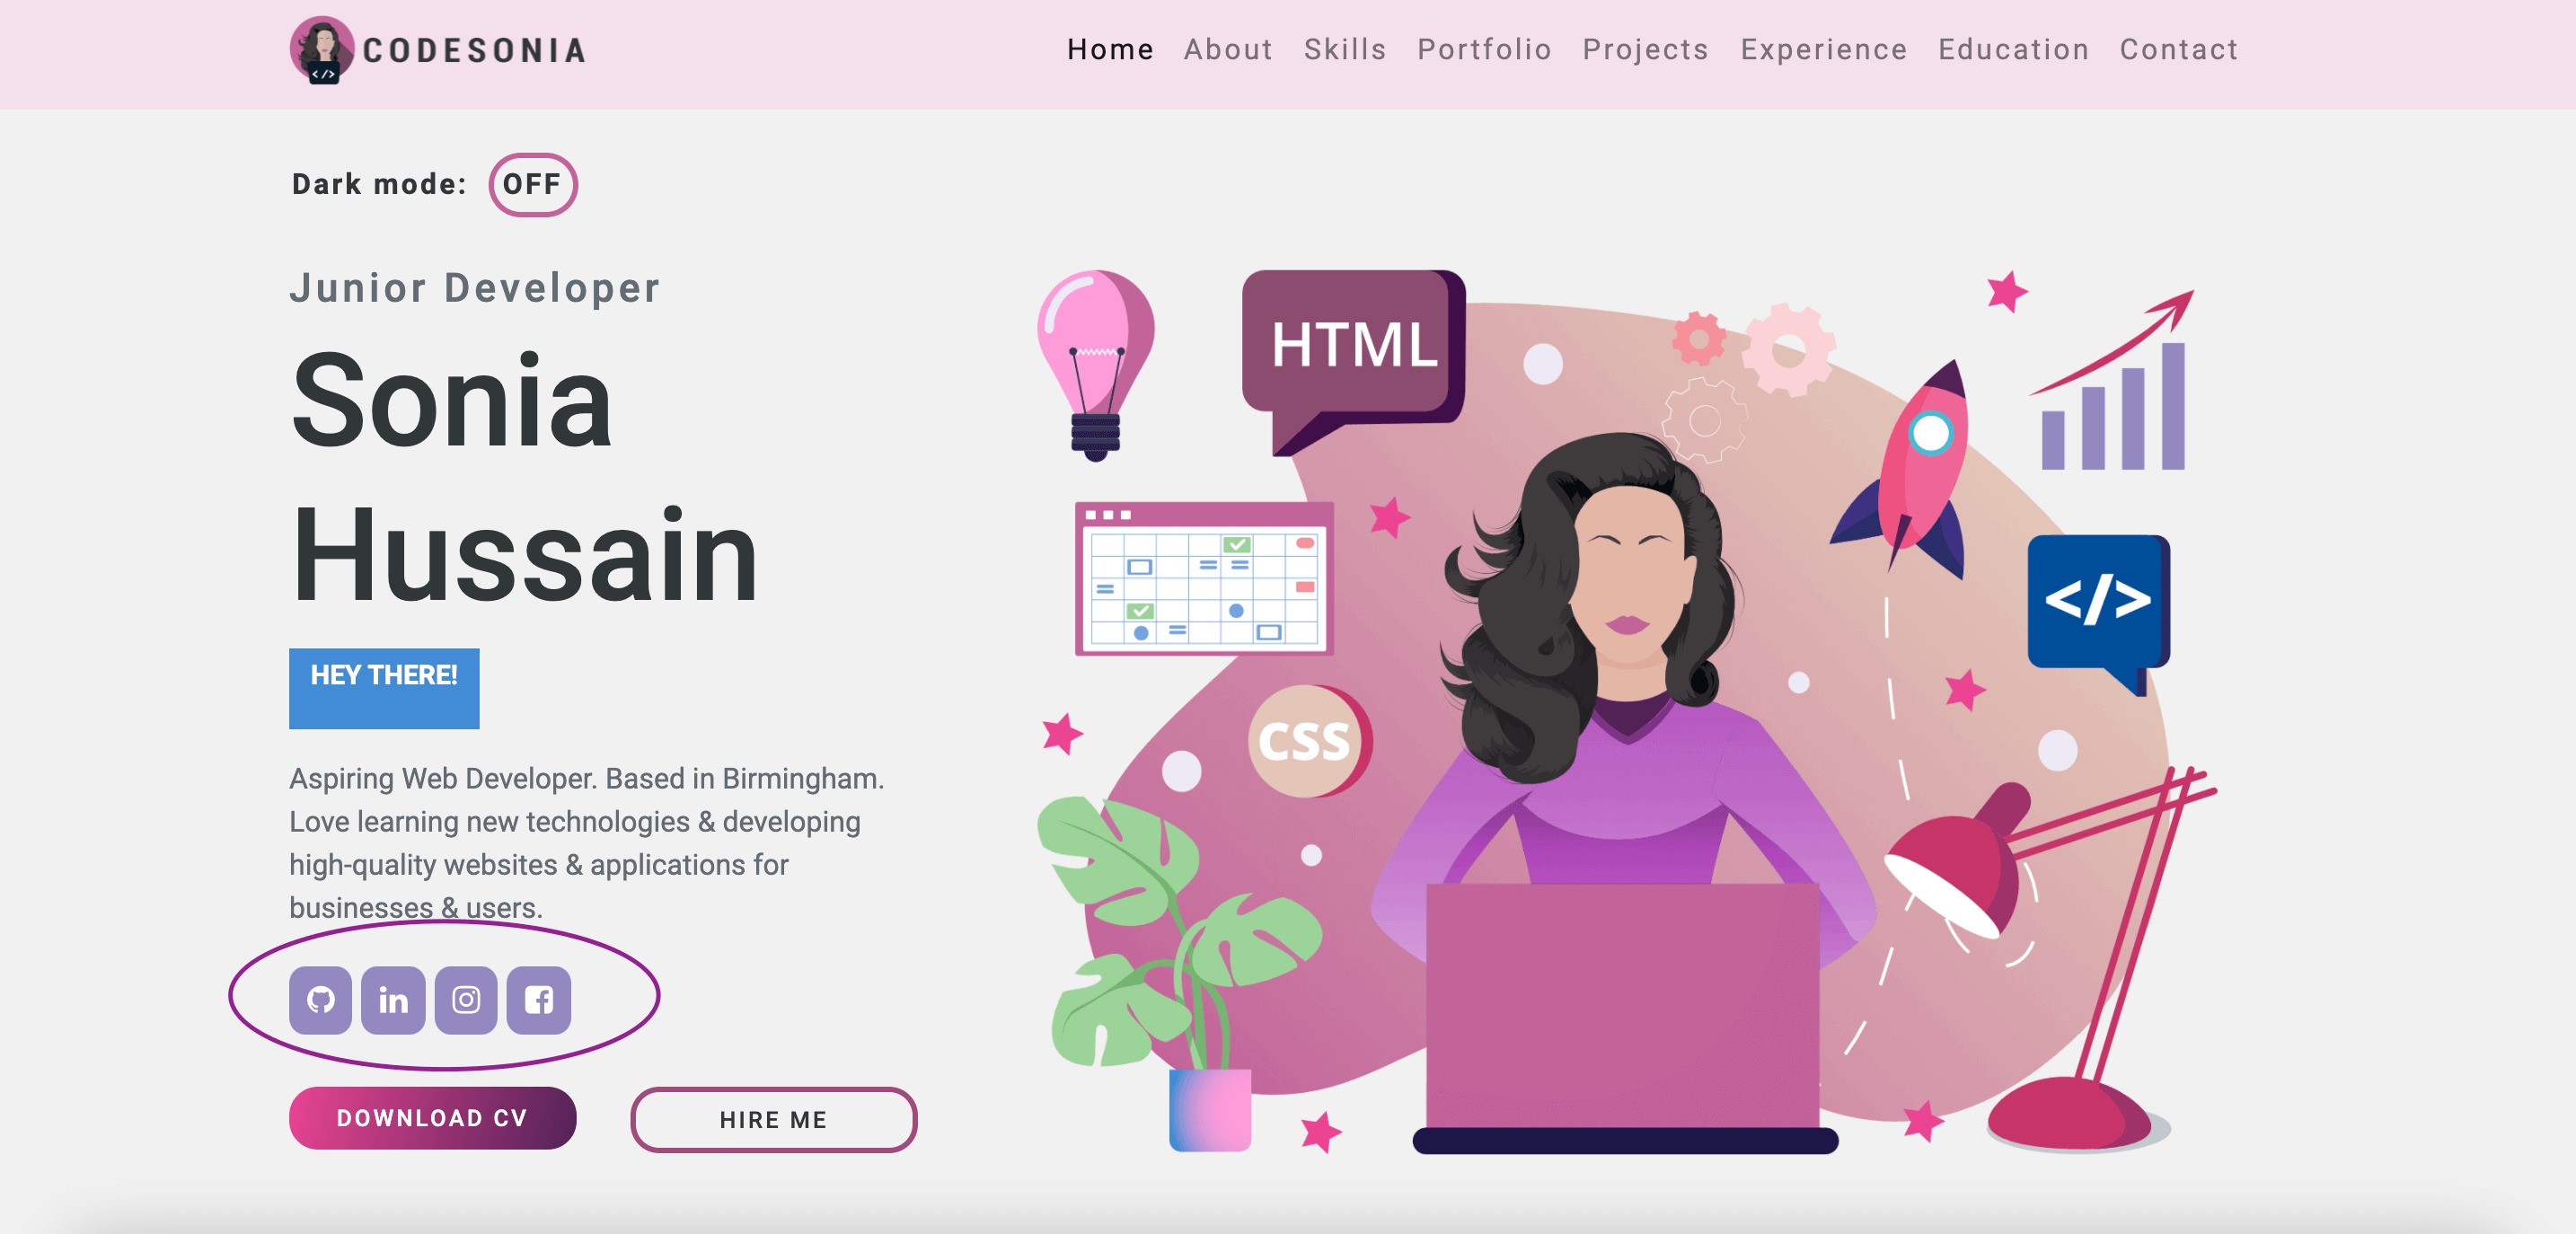 CODESONIA
Home About Skills Portfolio Projects Experience Education Contact
Dark mode: OFF
Junior Developer
Sonia
Hussain
HEY THERE!
Aspiring Web Developer. Based in Birmingham.
Love learning new technologies & developing
high-quality websites & applications for
businesses & users.
in
DOWNLOAD CV
HIRE ME
HTML
CSS
</>
</>